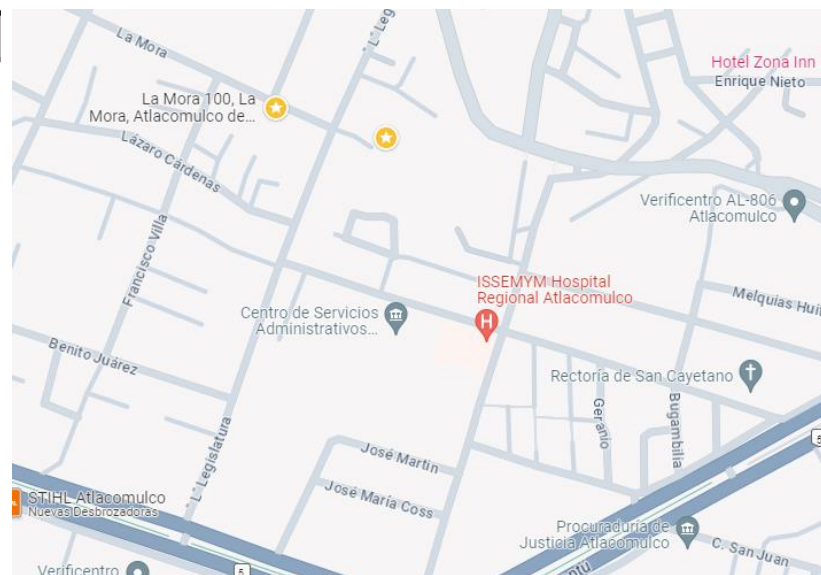 La Mora
" L" Leg
Hotel Zona Inn
Enrique Nieto
La Mora 100, La
Mora, Atlacomulco de...
Lázaro Cárdenas
Verificentro AL-806
Atlacomulco
Francisco Villa
ISSEMYM Hospital
Regional Atlacomulco
Melquias Huit
Centro de Servicios
Administrativos...
Benito Juárez
Rectoría de San Cayetano
Geranio
Bugambilia
" L" Legislatura
José Martín
5
STIHL Atlacomulco
Nuevas Desbrozadoras
José María Coss
Procuraduría de
Justicia Atlacomulco
C. San Juan
Verificentro
5